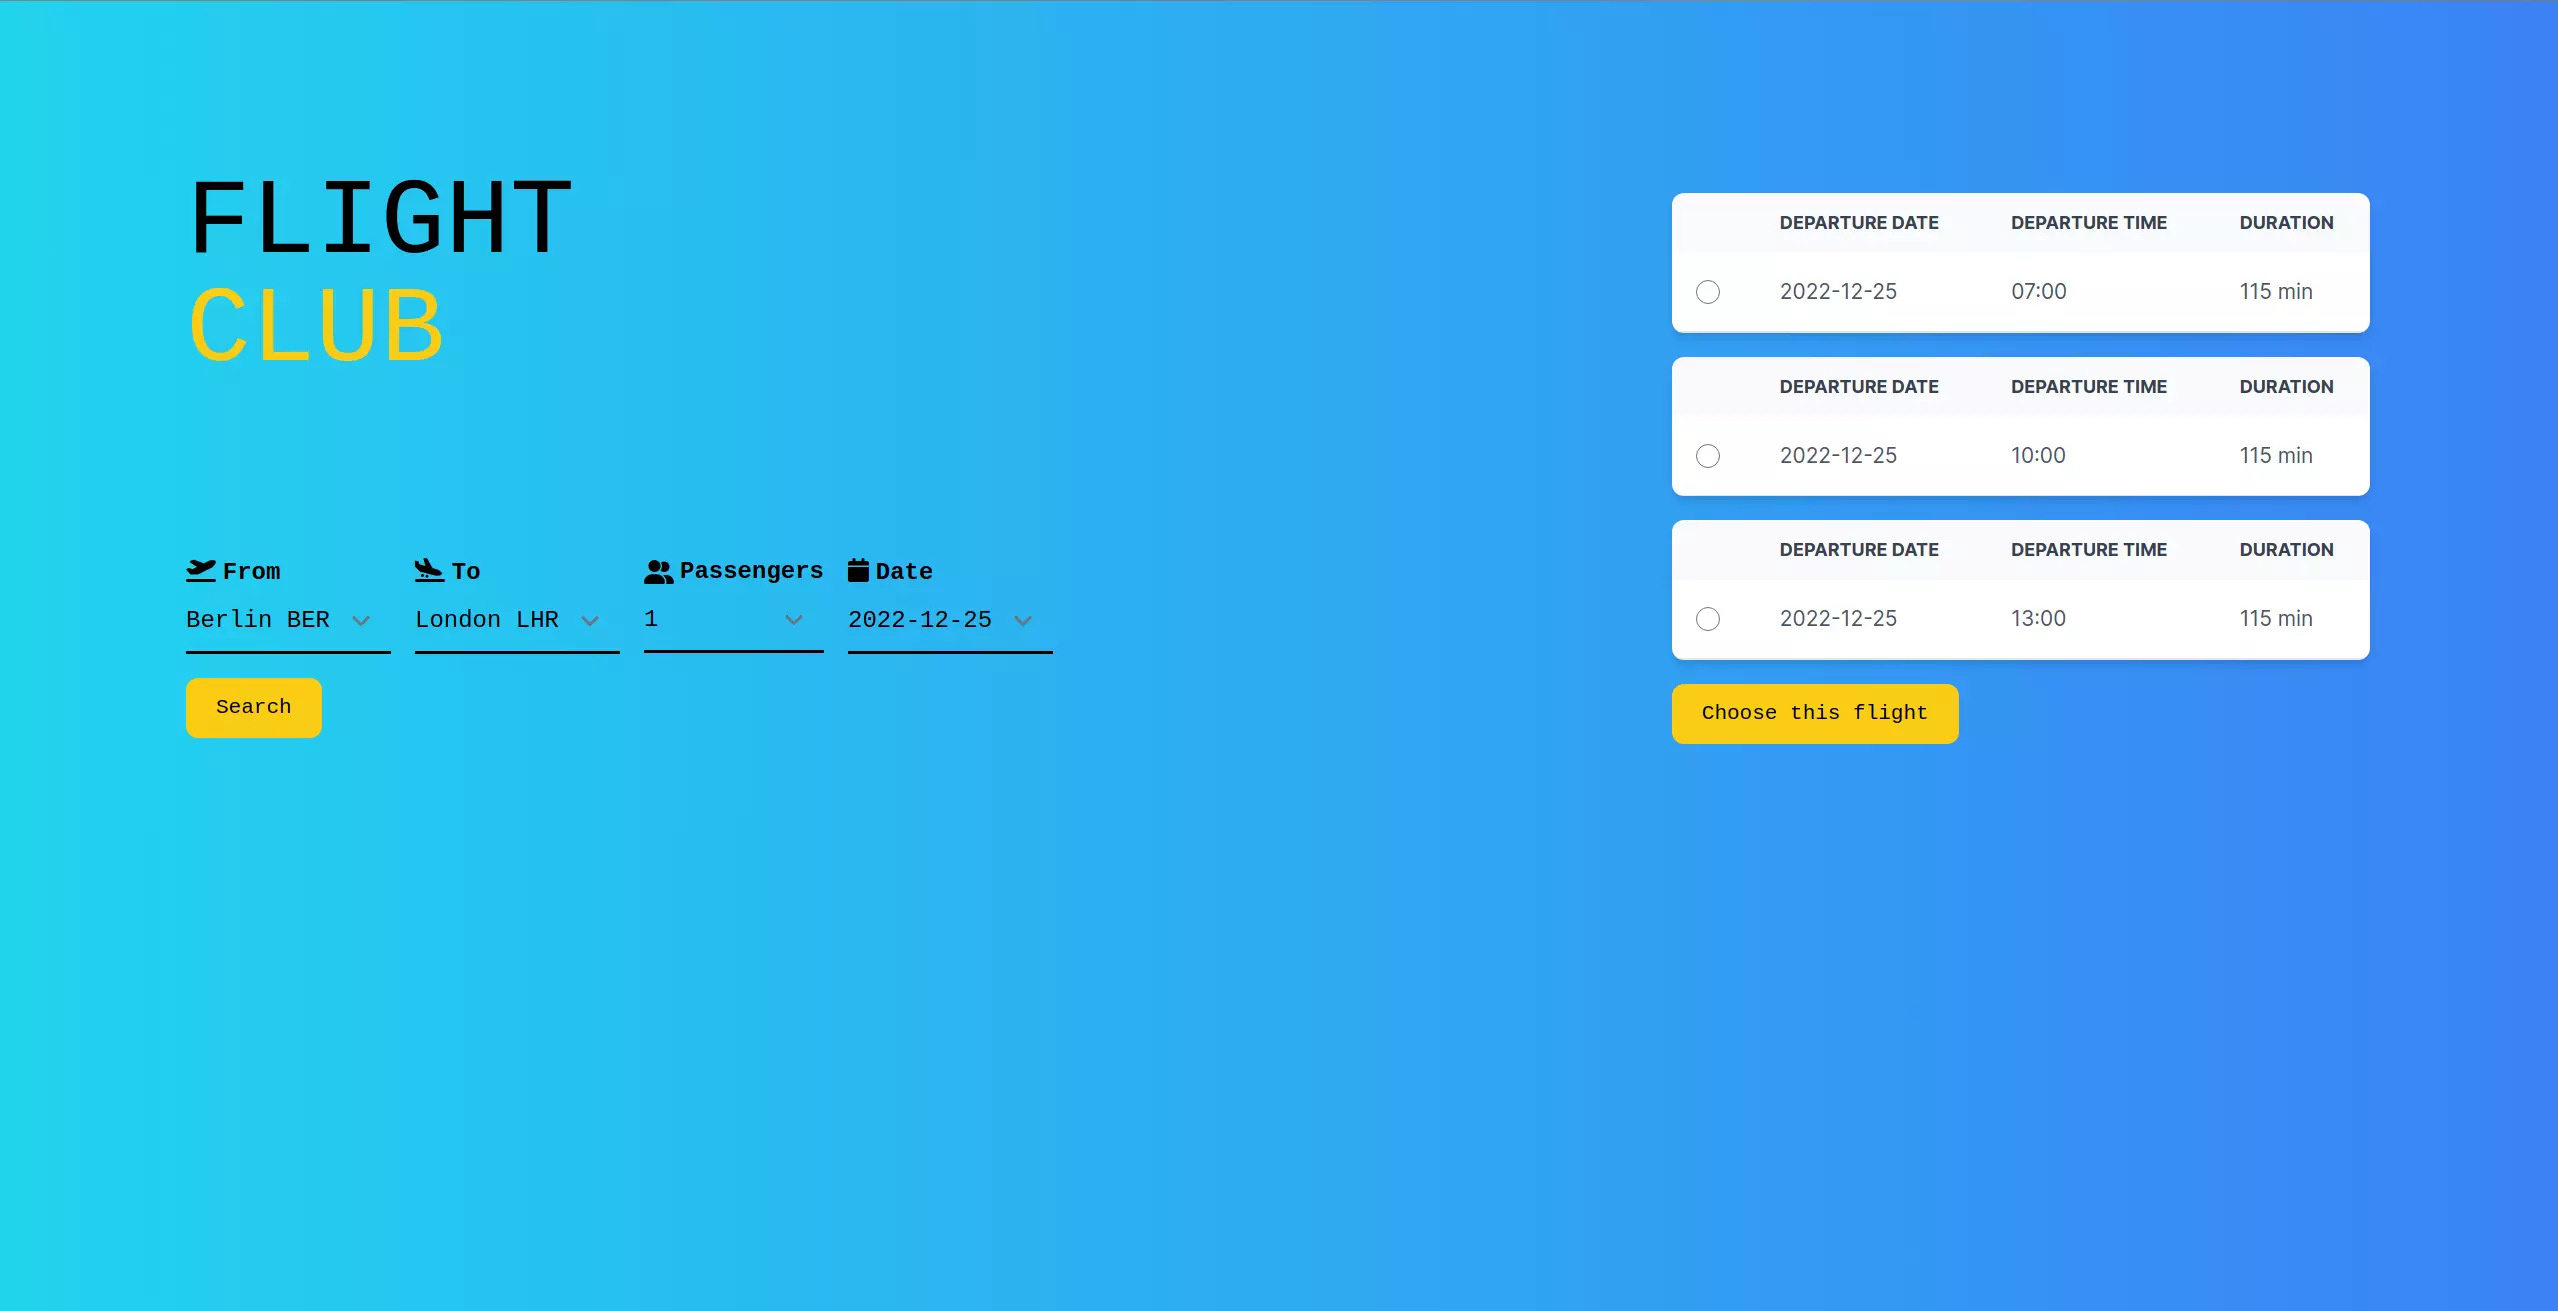 FLIGHT
CLUB
From To Passengers Date
Berlin BER London LHR 1 2022-12-25
Search
DEPARTURE DATE DEPARTURE TIME DURATION
2022-12-25 07:00 115 min
DEPARTURE DATE DEPARTURE TIME DURATION
2022-12-25 10:00 115 min
DEPARTURE DATE DEPARTURE TIME DURATION
2022-12-25 13:00 115 min
Choose this flight